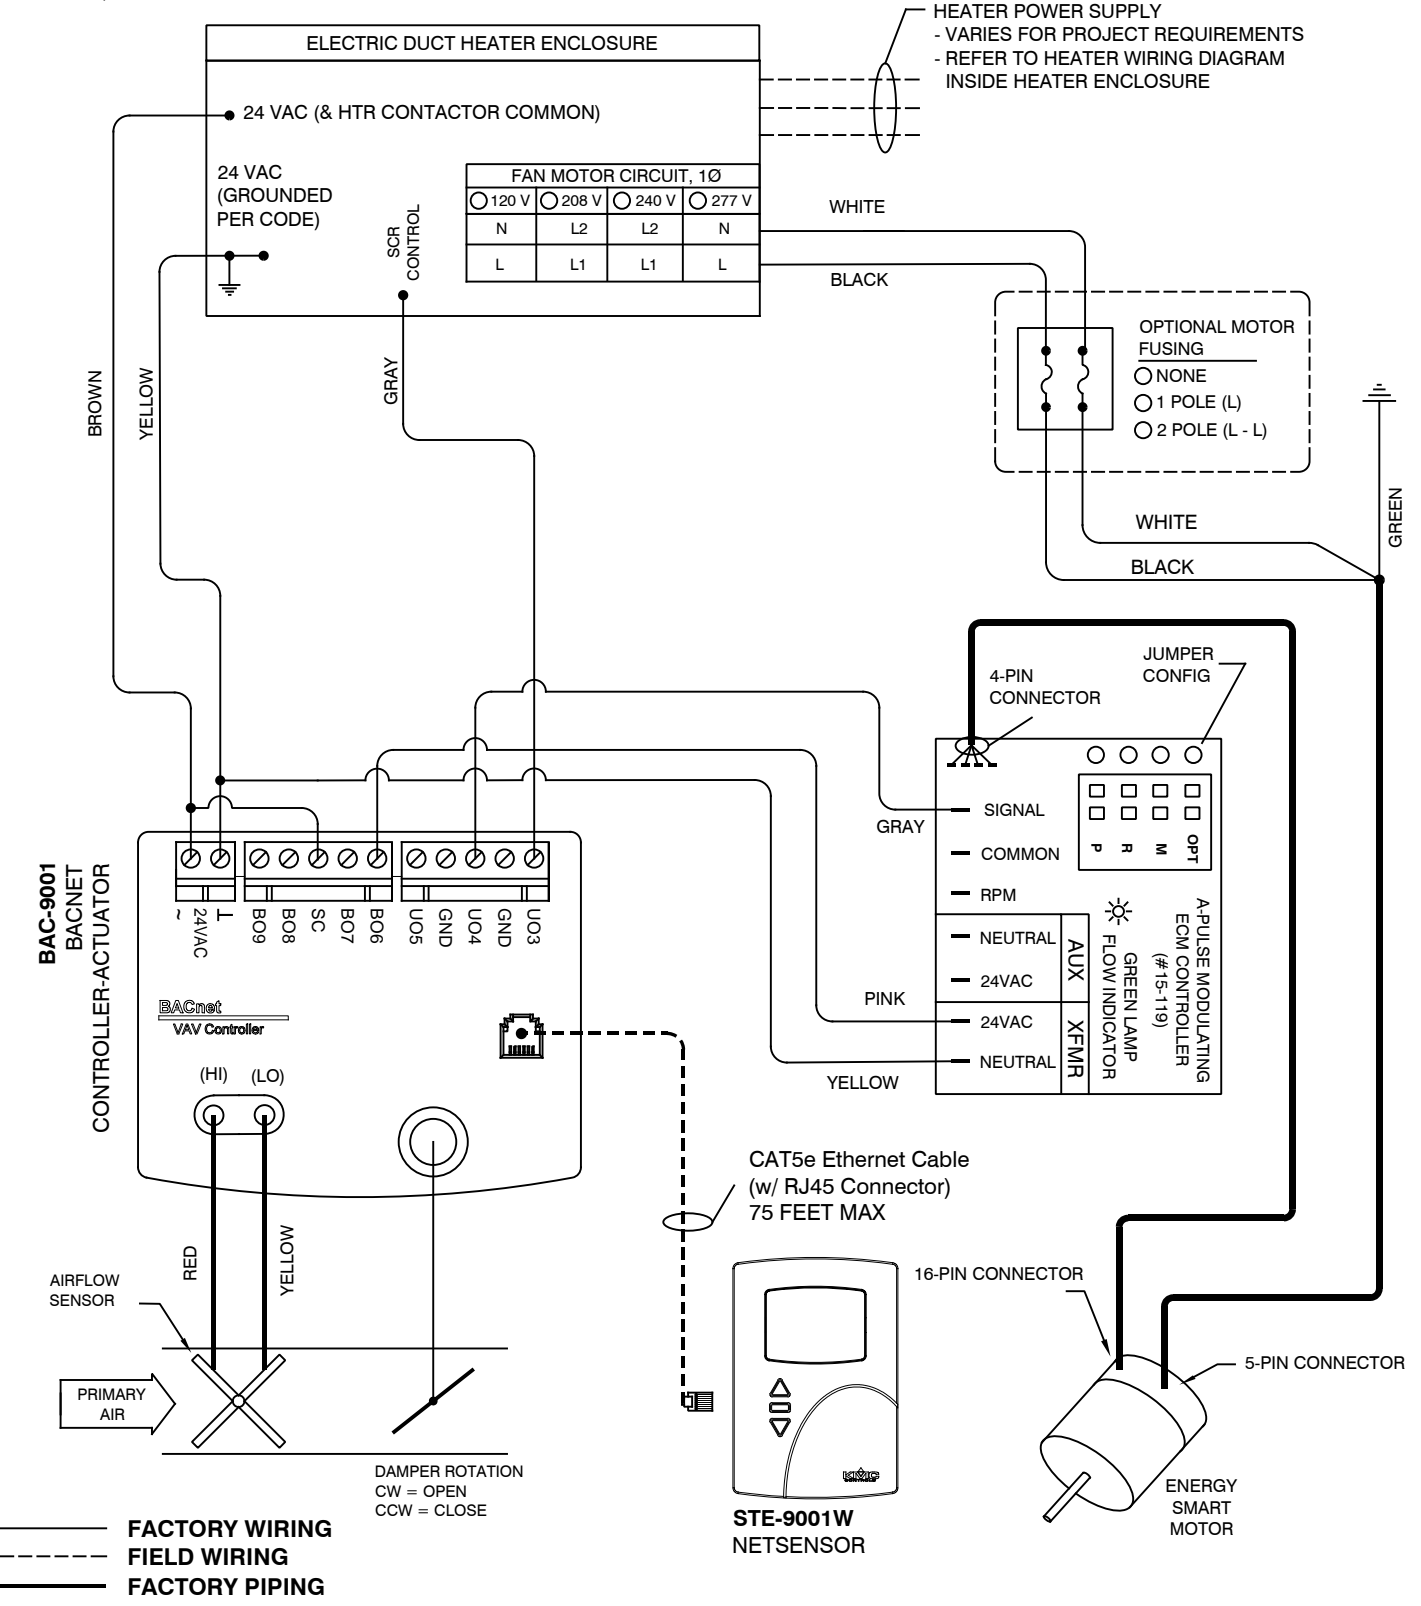 HEATER POWER SUPPLY
- VARIES FOR PROJECT REQUIREMENTS
- REFER TO HEATER WIRING DIAGRAM
INSIDE HEATER ENCLOSURE
ELECTRIC DUCT HEATER ENCLOSURE
24 VAC (& HTR CONTACTOR COMMON)
24 VAC
(GROUNDED
PER CODE)
SCR
CONTROL
FAN MOTOR CIRCUIT, 1Ø
120 V 208 V 240 V 277 V
N L2 L2 N
L L1 L1 L
WHITE
BLACK
OPTIONAL MOTOR
FUSING
NONE
1 POLE (L)
2 POLE (L - L)
BROWN
YELLOW
GRAY
GREEN
WHITE
BLACK
4-PIN
CONNECTOR
JUMPER
CONFIG
SIGNAL
COMMON
RPM
NEUTRAL
24VAC
24VAC
NEUTRAL
AUX
XFMR
P
R
M
OPT
GREEN LAMP
FLOW INDICATOR
A-PULSE MODULATING
ECM CONTROLLER
(#15-119)
GRAY
PINK
YELLOW
BAC-9001
BACNET
CONTROLLER-ACTUATOR
~
24VAC
BO9
BO8
SC
BO7
BO6
UO5
GND
UO4
GND
UO3
BACnet
VAV Controller
(HI) (LO)
RED
YELLOW
AIRFLOW
SENSOR
PRIMARY
AIR
DAMPER ROTATION
CW = OPEN
CCW = CLOSE
CAT5e Ethernet Cable
(w/ RJ45 Connector)
75 FEET MAX
KMC
CONTROLS
STE-9001W
NETSENSOR
16-PIN CONNECTOR
5-PIN CONNECTOR
ENERGY
SMART
MOTOR
FACTORY WIRING
FIELD WIRING
FACTORY PIPING